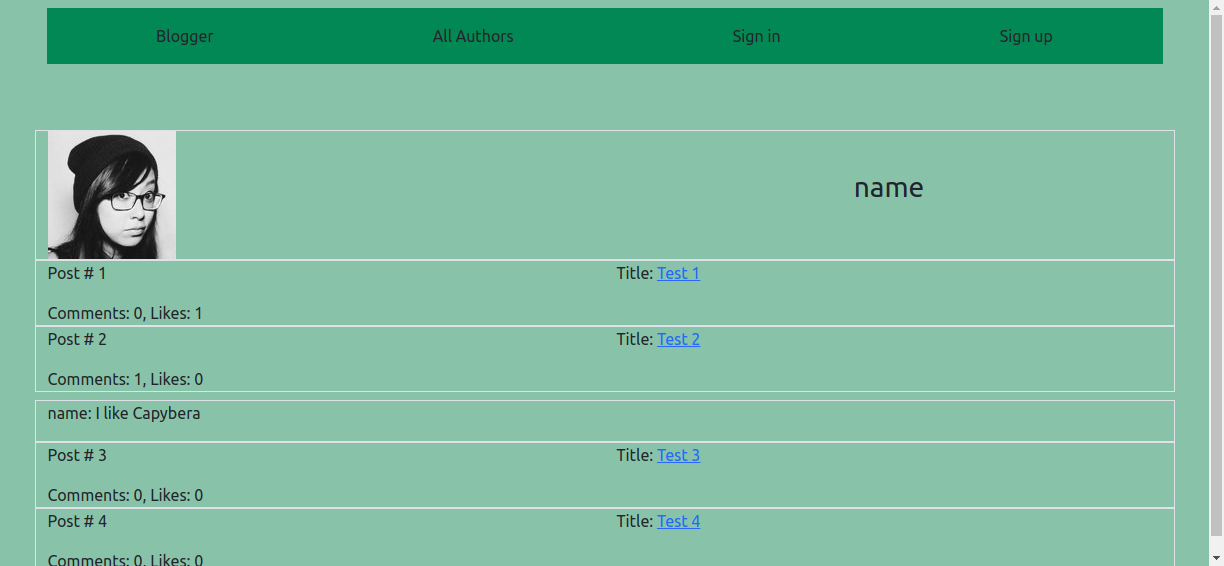 Blogger All Authors Sign in Sign up
name
Post # 1 Title: Test 1
Comments: 0, Likes: 1
Post # 2 Title: Test 2
Comments: 1, Likes: 0
name: I like Capybera
Post # 3 Title: Test 3
Comments: 0, Likes: 0
Post # 4 Title: Test 4
Comments: 0, Likes: 0